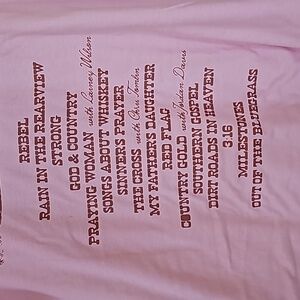 REBEL
RAIN IN THE REARVIEW
STRONG
GOD & COUNTRY
PRAYING WOMAN with Lainey Wilson
SONGS ABOUT WHISKEY
SINNER'S PRAYER
THE CROSS with Chris Tomlin
MY FATHER'S DAUGHTER
RED FLAG
COUNTRY GOLD with Jordan Davis
SOUTHERN GOSPEL
DIRT ROADS IN HEAVEN
3:16
MILESTONES
OUT OF THE BLUEGRASS